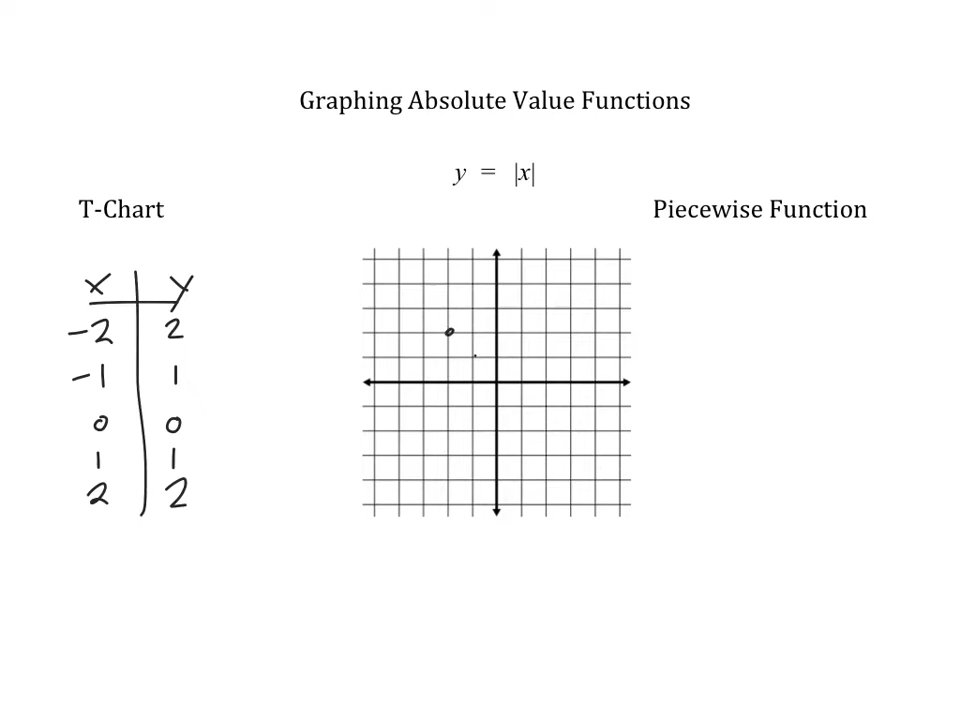 Graphing Absolute Value Functions
y = |x|
T-Chart
Piecewise Function
x y
-2 2
-1 1
0 0
1 1
2 2